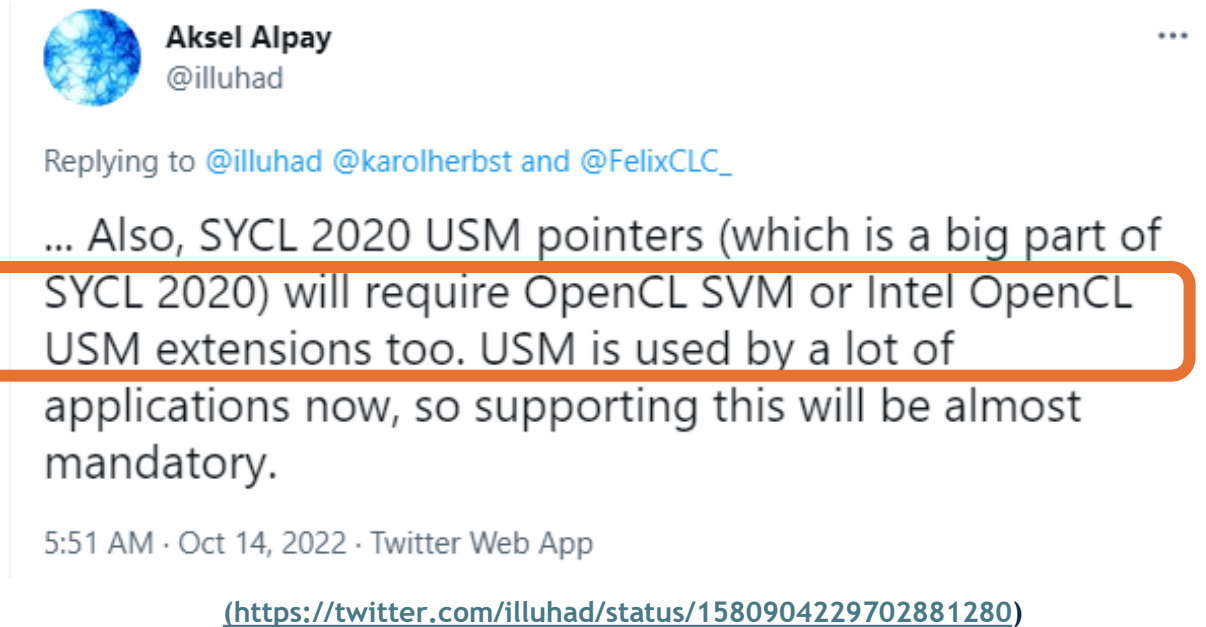 Aksel Alpay
...
@illuhad
Replying to @illuhad @karolherbst and @FelixCLC_
... Also, SYCL 2020 USM pointers (which is a big part of
SYCL 2020) will require OpenCL SVM or Intel OpenCL
USM extensions too. USM is used by a lot of
applications now, so supporting this will be almost
mandatory.
5:51 AM · Oct 14, 2022 · Twitter Web App
(https://twitter.com/illuhad/status/1580904229702881280)